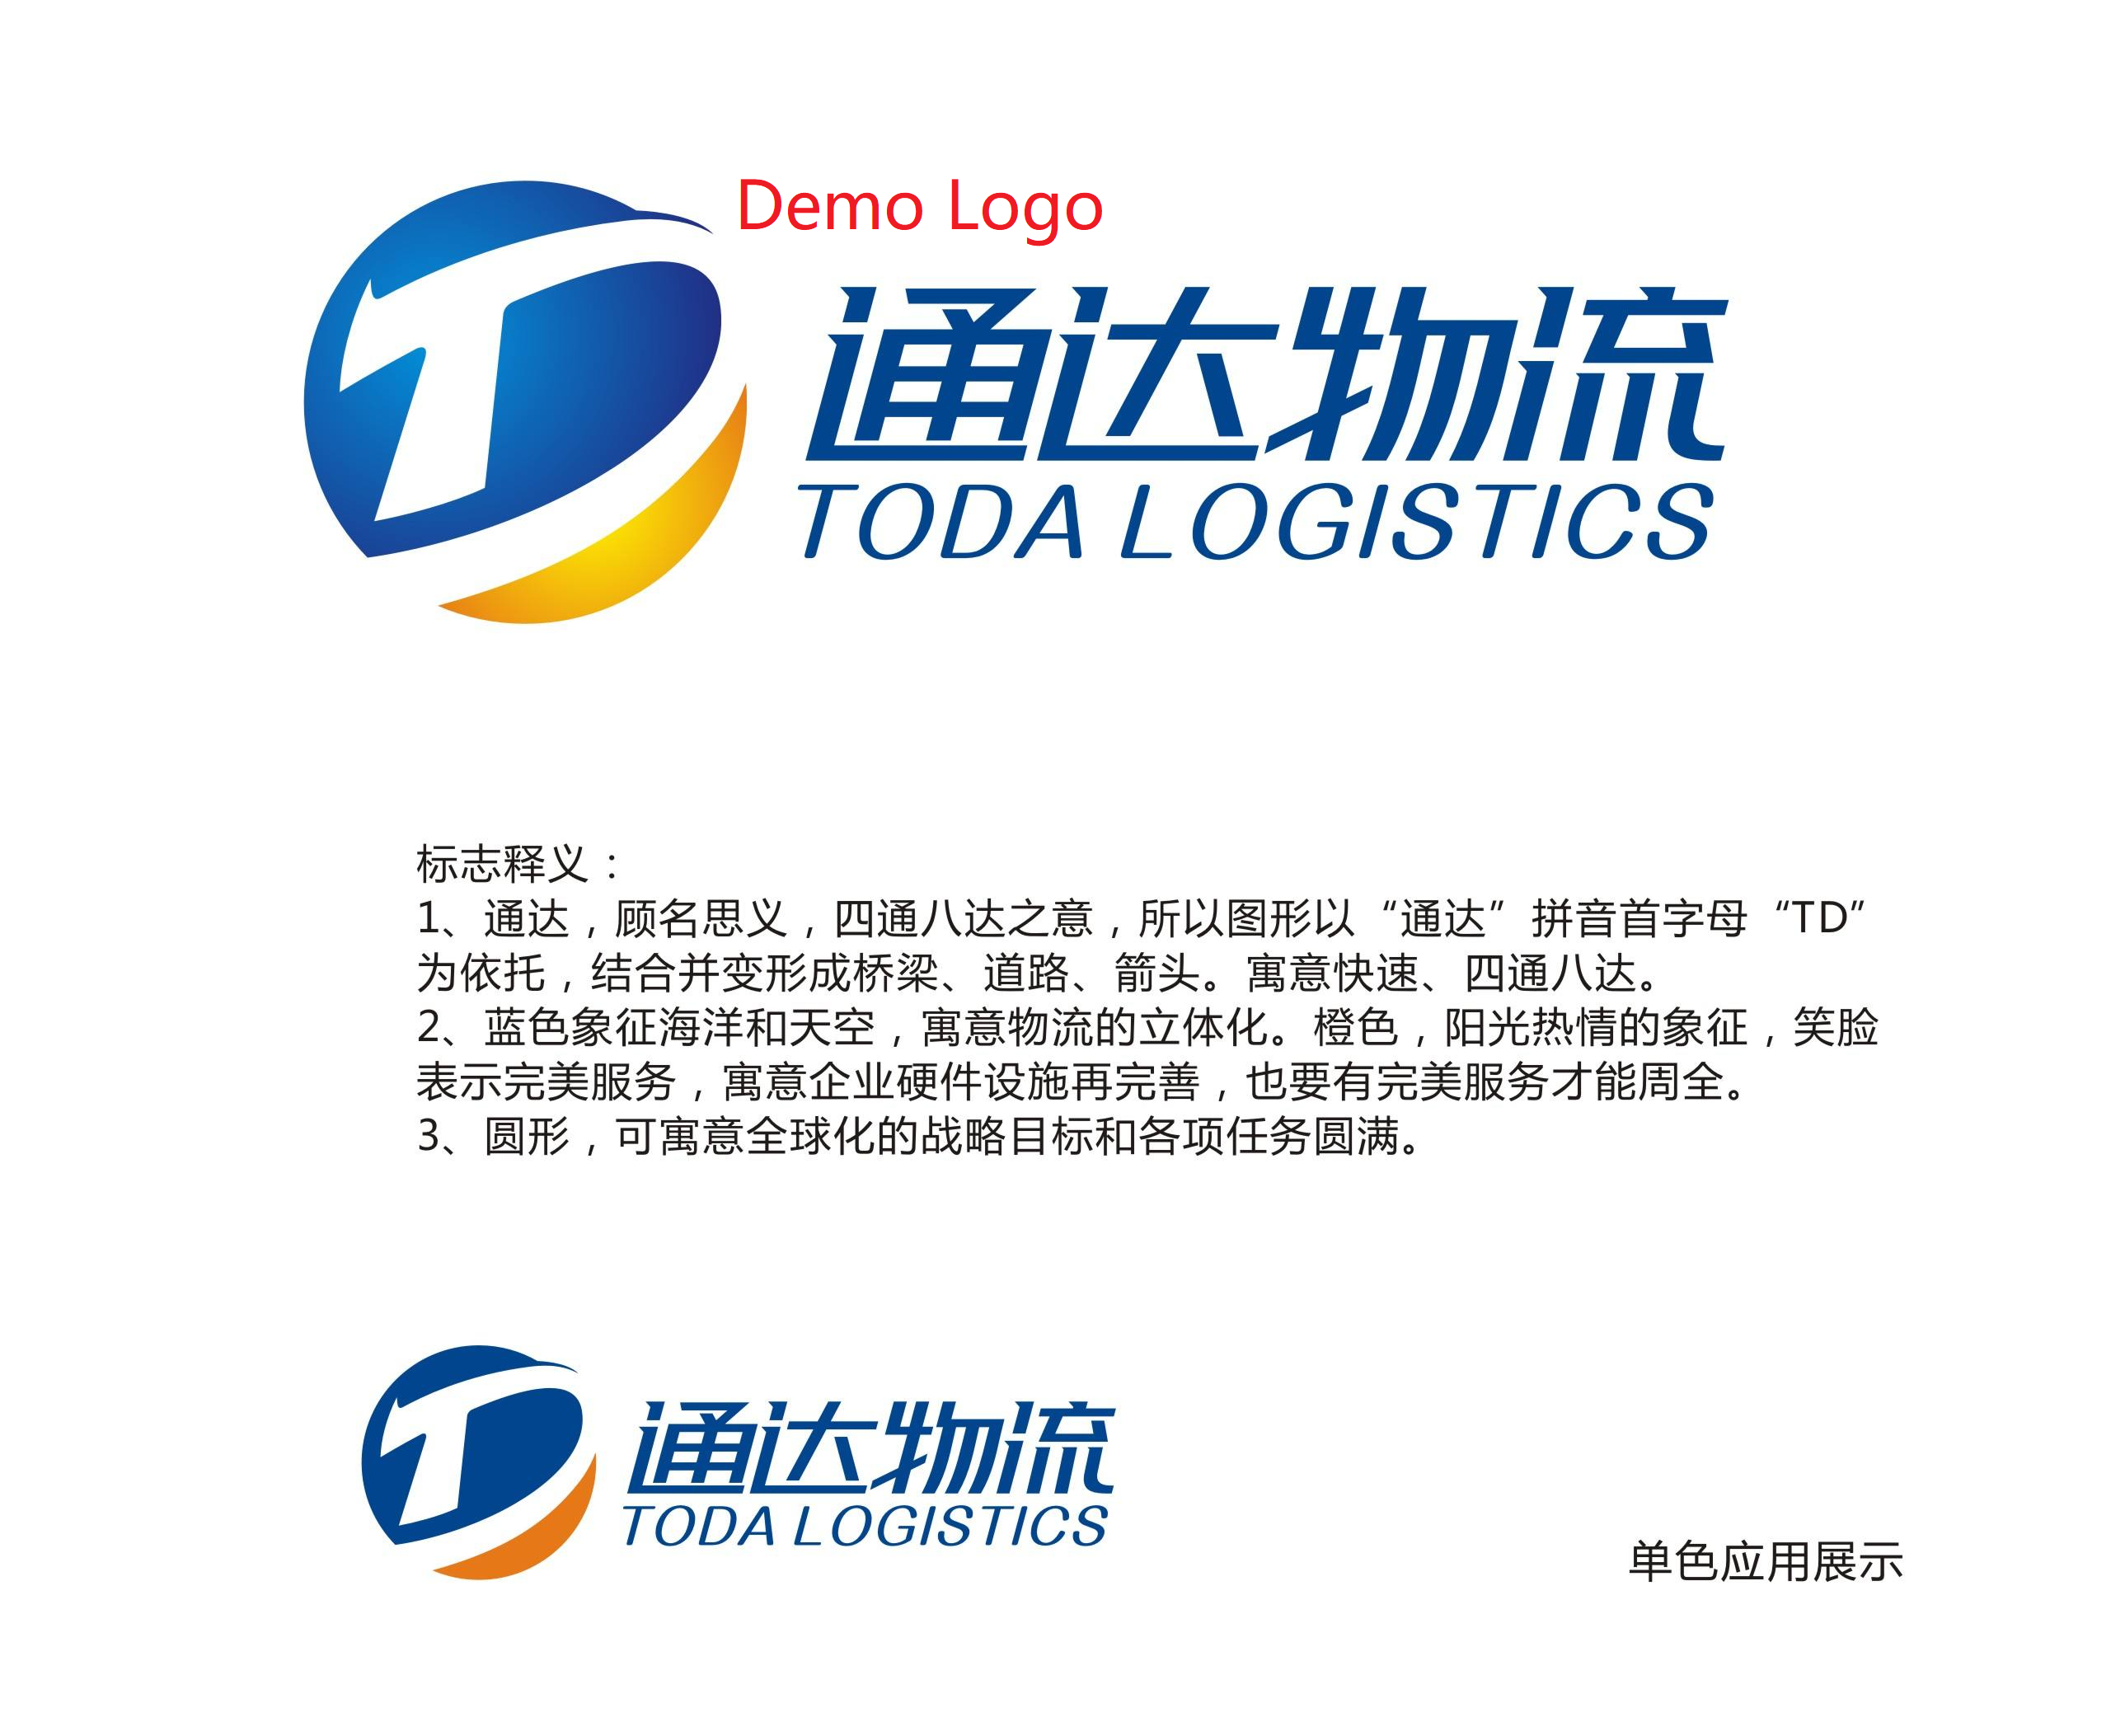 Demo Logo
通达物流
TODA LOGISTICS
标志释义：
1、通达，顾名思义，四通八达之意，所以图形以“通达”拼音首字母“TD”
为依托，结合并变形成桥梁、道路、箭头。寓意快速、四通八达。
2、蓝色象征海洋和天空，寓意物流的立体化。橙色，阳光热情的象征，笑脸
表示完美服务，寓意企业硬件设施再完善，也要有完美服务才能周全。
3、圆形，可寓意全球化的战略目标和各项任务圆满。
通达物流
TODA LOGISTICS
单色应用展示